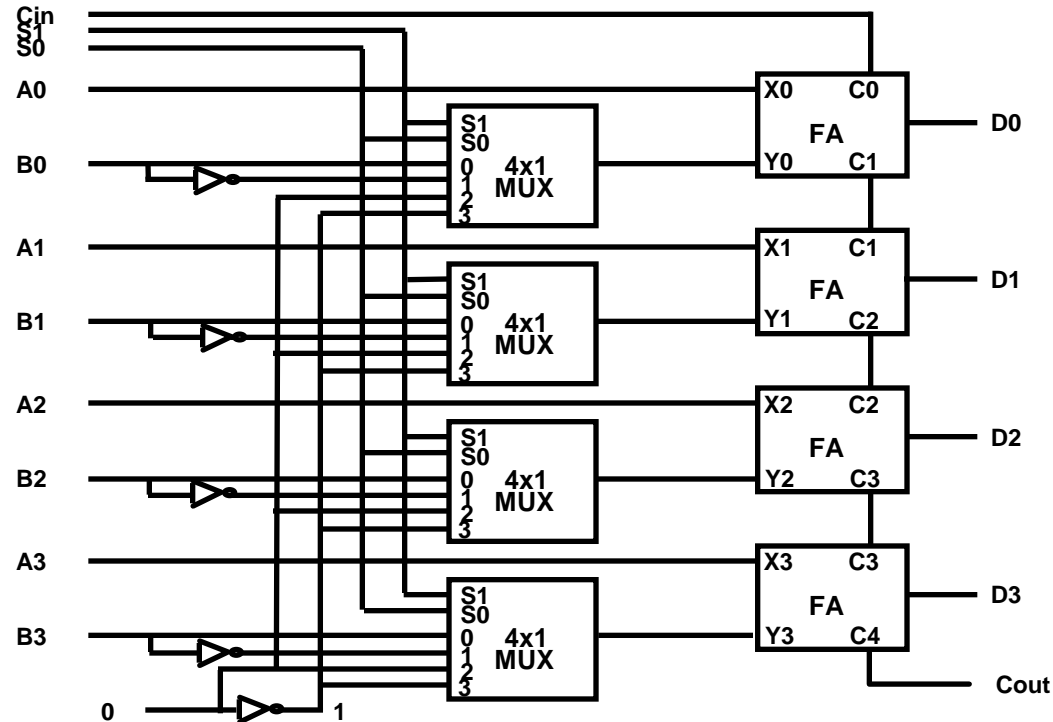 Cin
S1
S0
A0
X0 C0
FA
D0
S1
S0
B0
0
1
2
3
4x1
MUX
Y0 C1
A1
X1 C1
FA
D1
S1
S0
B1
0
1
2
3
4x1
MUX
Y1 C2
A2
X2 C2
FA
D2
S1
S0
B2
0
1
2
3
4x1
MUX
Y2 C3
A3
X3 C3
FA
D3
S1
S0
B3
0
1
2
3
4x1
MUX
Y3 C4
Cout
0 1